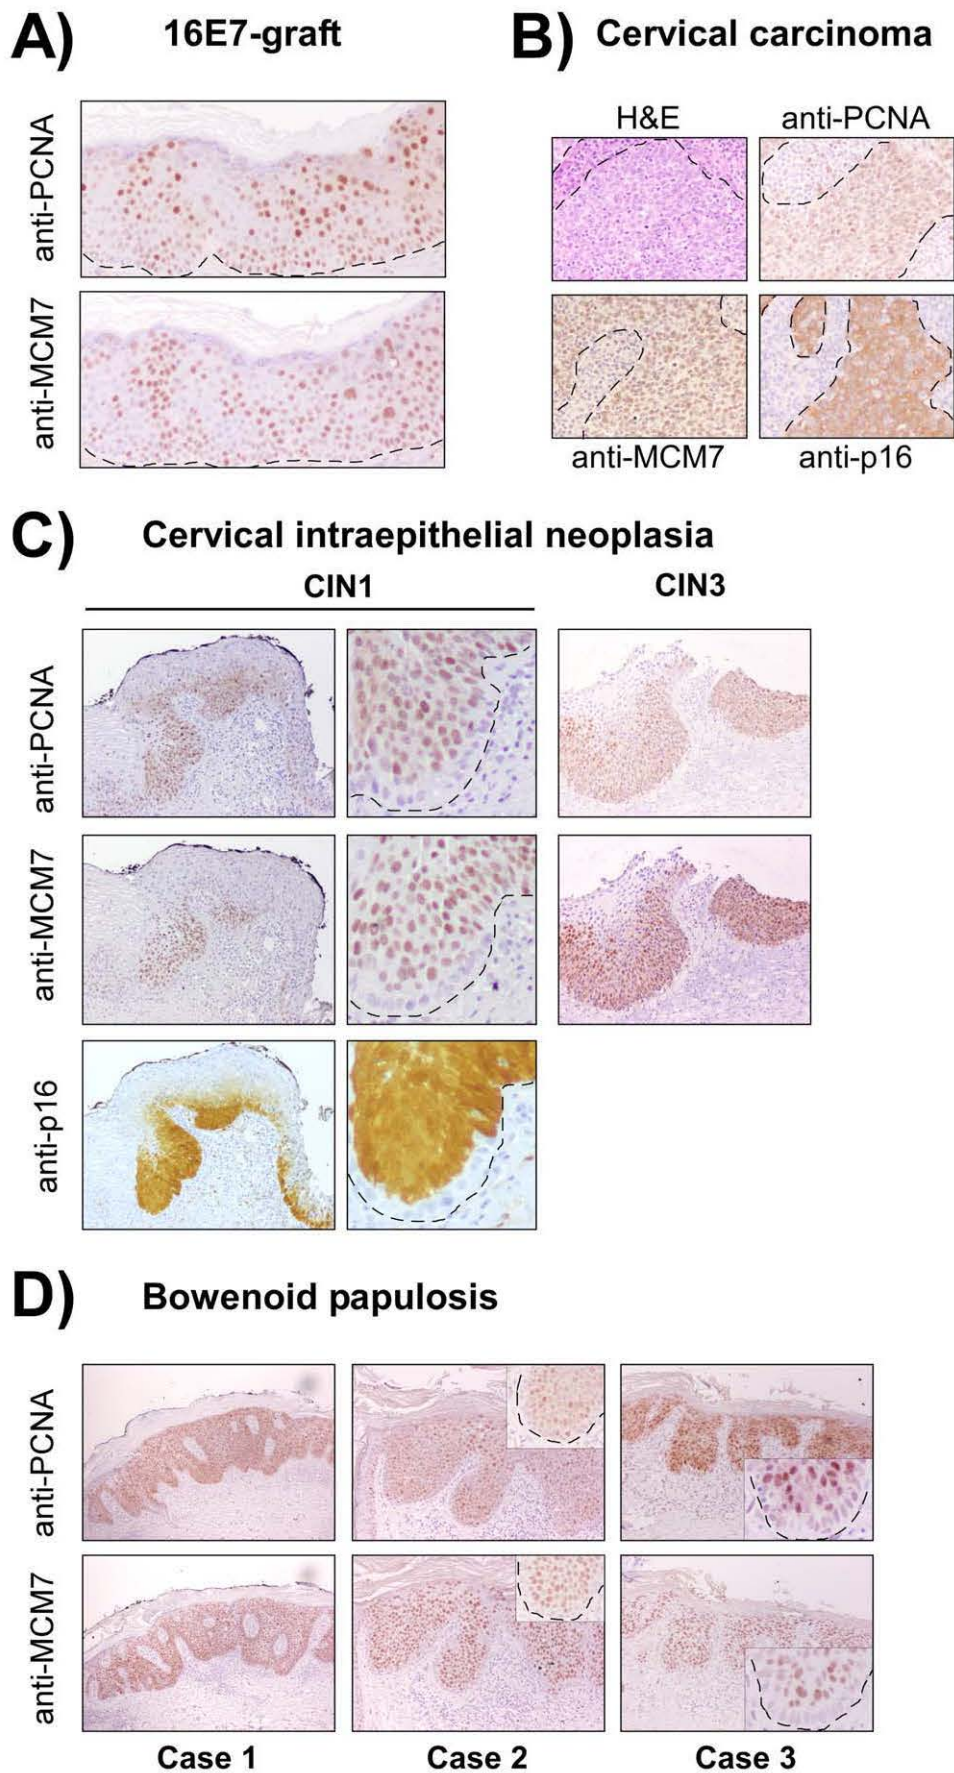 A) 16E7-graft
anti-PCNA
anti-MCM7
B) Cervical carcinoma
H&E
anti-PCNA
anti-MCM7
anti-p16
C) Cervical intraepithelial neoplasia
CIN1
CIN3
anti-PCNA
anti-MCM7
anti-p16
D) Bowenoid papulosis
anti-PCNA
anti-MCM7
Case 1
Case 2
Case 3